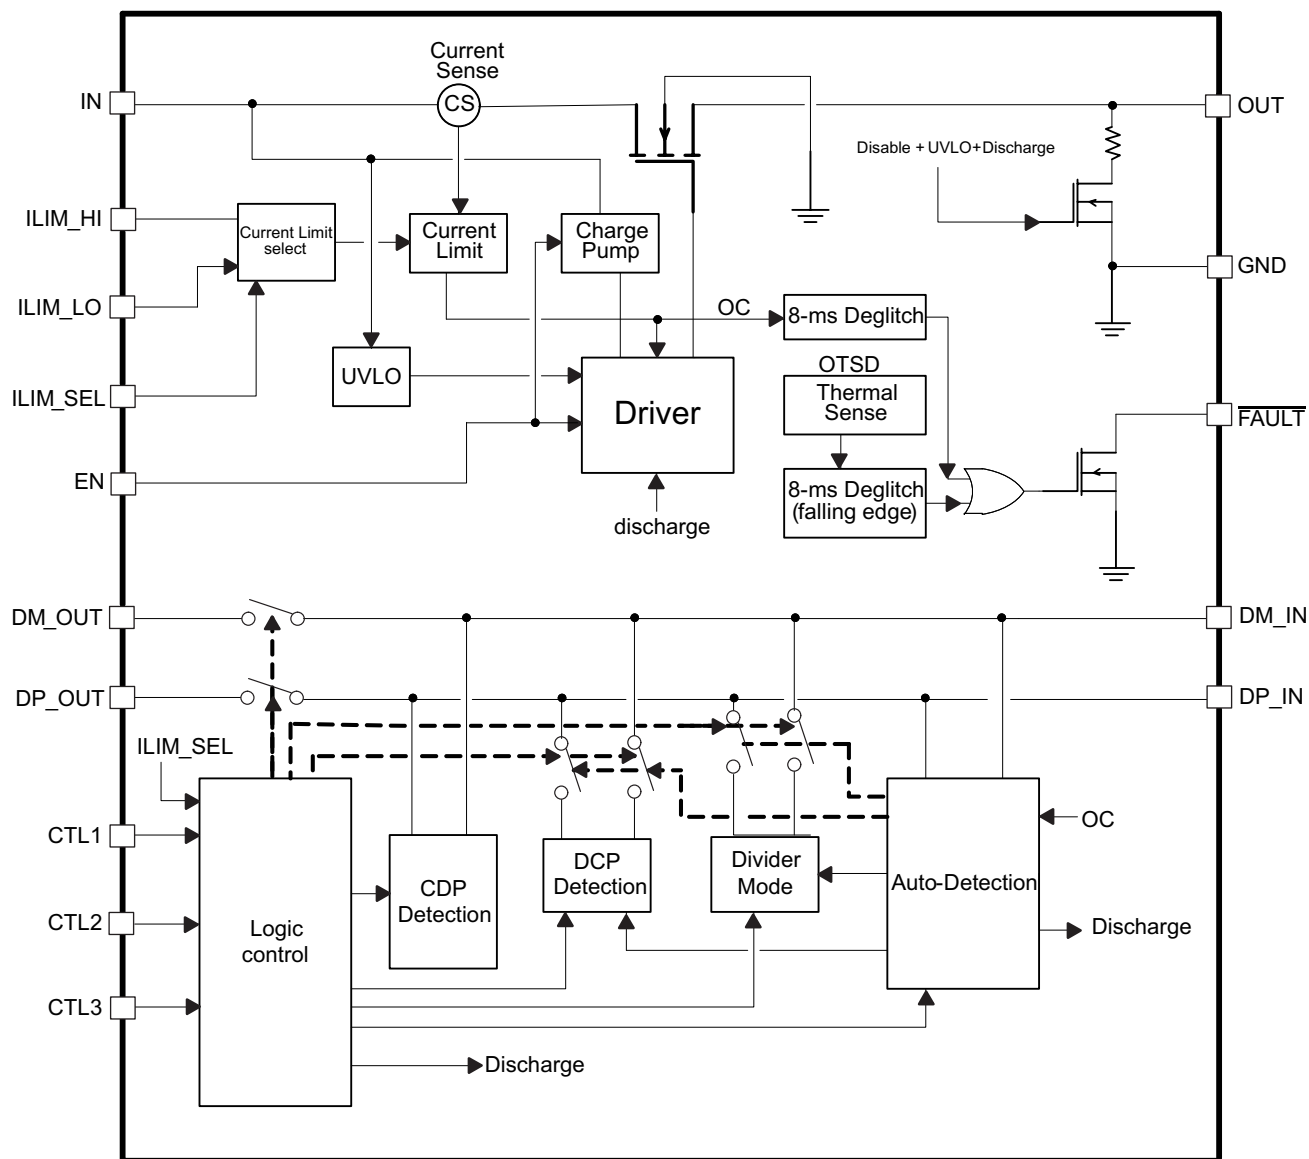 Current
Sense
IN
CS
OUT
Disable + UVLO+Discharge
ILIM_HI
Current Limit
select
Current
Limit
Charge
Pump
GND
ILIM_LO
OC
8-ms Deglitch
UVLO
OTSD
Thermal
Sense
ILIM_SEL
Driver
FAULT
EN
8-ms Deglitch
(falling edge)
discharge
DM_OUT
DM_IN
DP_OUT
DP_IN
ILIM_SEL
CTL1
OC
DCP
Detection
Divider
Mode
Auto-Detection
CDP
Detection
CTL2
Logic
control
Discharge
CTL3
Discharge